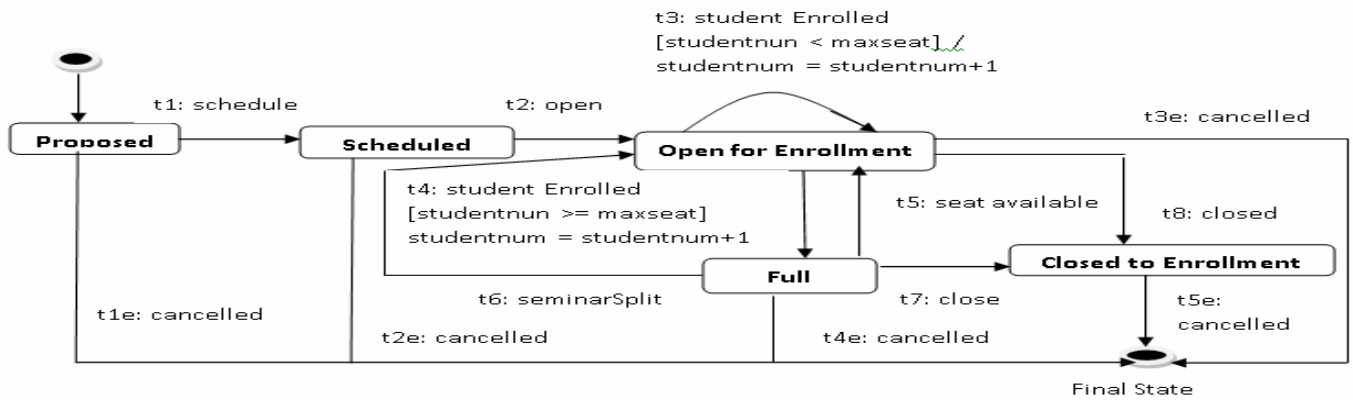 t3: student Enrolled
[studentnun < maxseat] /
studentnum = studentnum+1
t1: schedule
t2: open
t3e: cancelled
Proposed
Scheduled
Open for Enrollment
t4: student Enrolled
[studentnun >= maxseat]
studentnum = studentnum+1
t5: seat available
t8: closed
Full
Closed to Enrollment
t6: seminarSplit
t7: close
t5e:
cancelled
t1e: cancelled
t2e: cancelled
t4e: cancelled
Final State